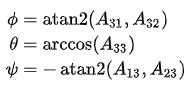 ϕ = atan2(A₃₁, A₃₂)
θ = arccos(A₃₃)
ψ = − atan2(A₁₃, A₂₃)